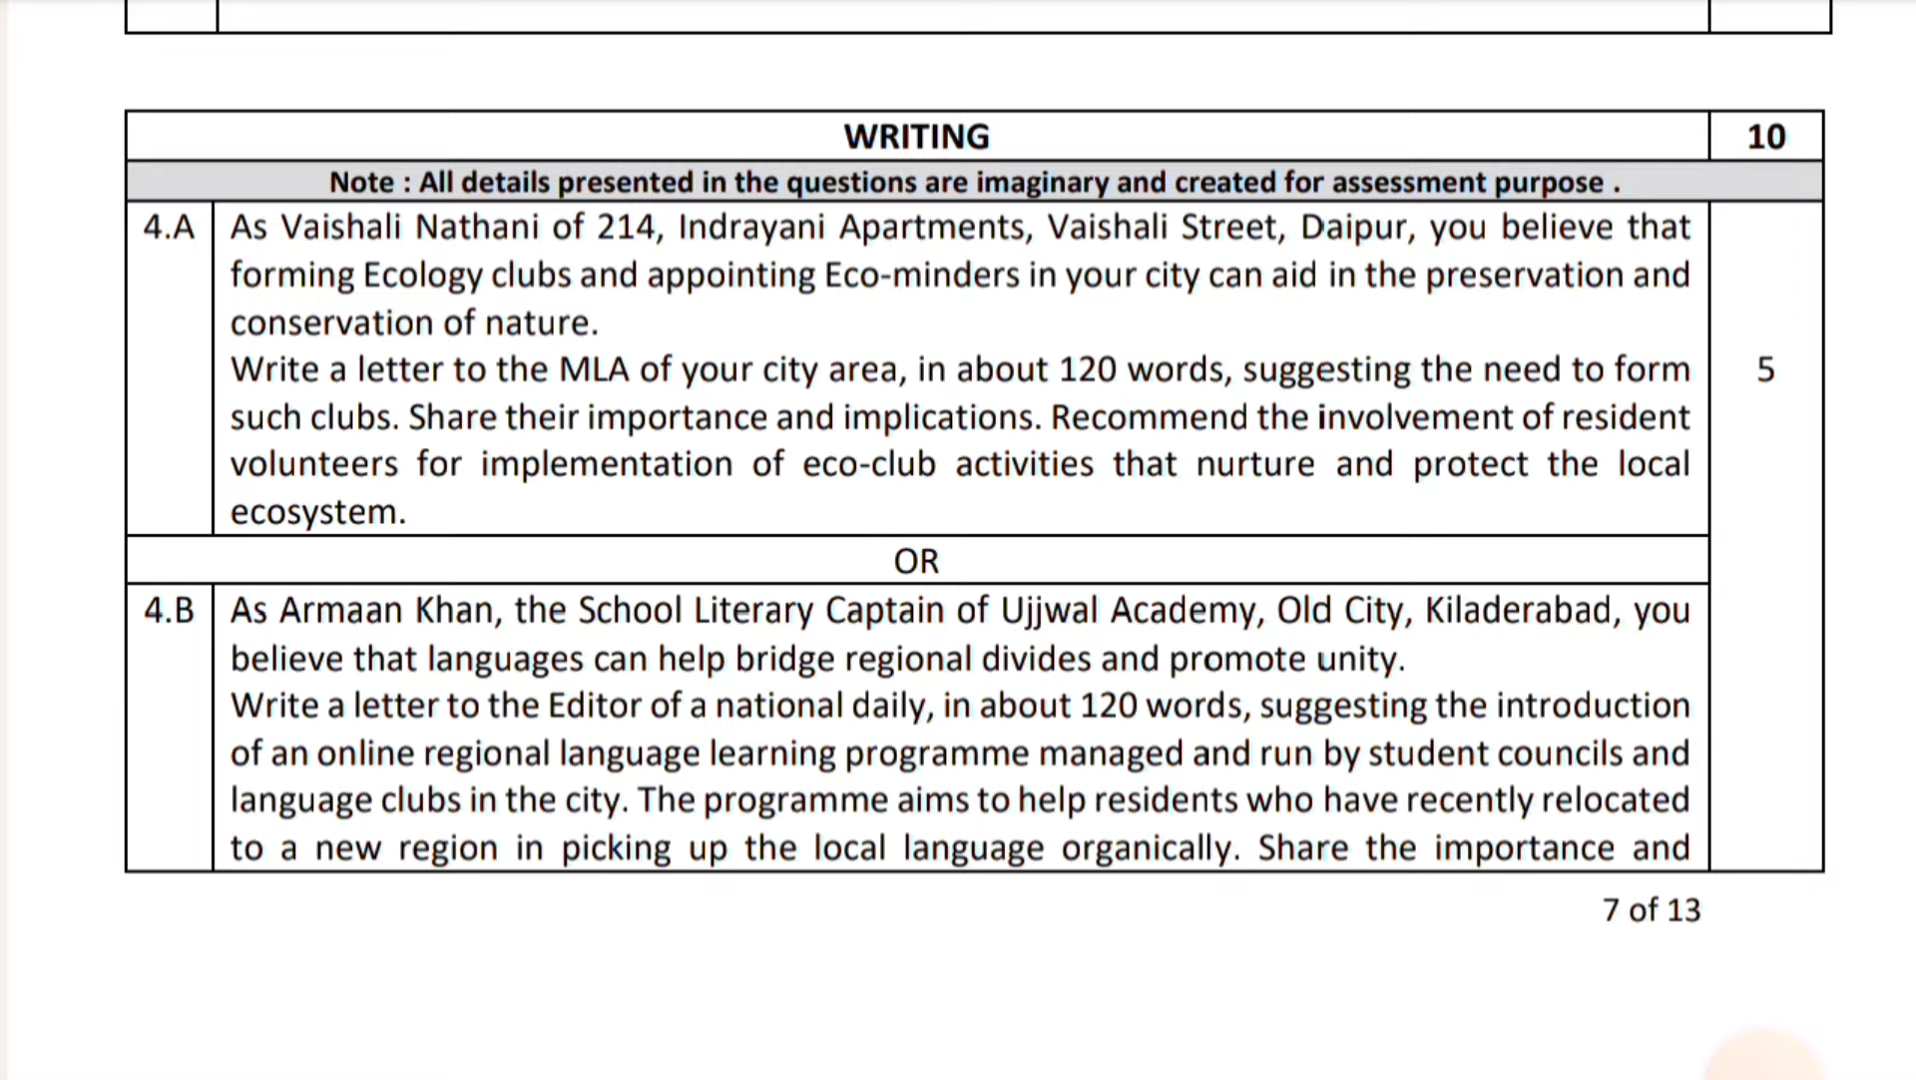 WRITING 10
Note : All details presented in the questions are imaginary and created for assessment purpose .
4.A As Vaishali Nathani of 214, Indrayani Apartments, Vaishali Street, Daipur, you believe that
forming Ecology clubs and appointing Eco-minders in your city can aid in the preservation and
conservation of nature.
Write a letter to the MLA of your city area, in about 120 words, suggesting the need to form 5
such clubs. Share their importance and implications. Recommend the involvement of resident
volunteers for implementation of eco-club activities that nurture and protect the local
ecosystem.
OR
4.B As Armaan Khan, the School Literary Captain of Ujjwal Academy, Old City, Kiladerabad, you
believe that languages can help bridge regional divides and promote unity.
Write a letter to the Editor of a national daily, in about 120 words, suggesting the introduction
of an online regional language learning programme managed and run by student councils and
language clubs in the city. The programme aims to help residents who have recently relocated
to a new region in picking up the local language organically. Share the importance and
7 of 13